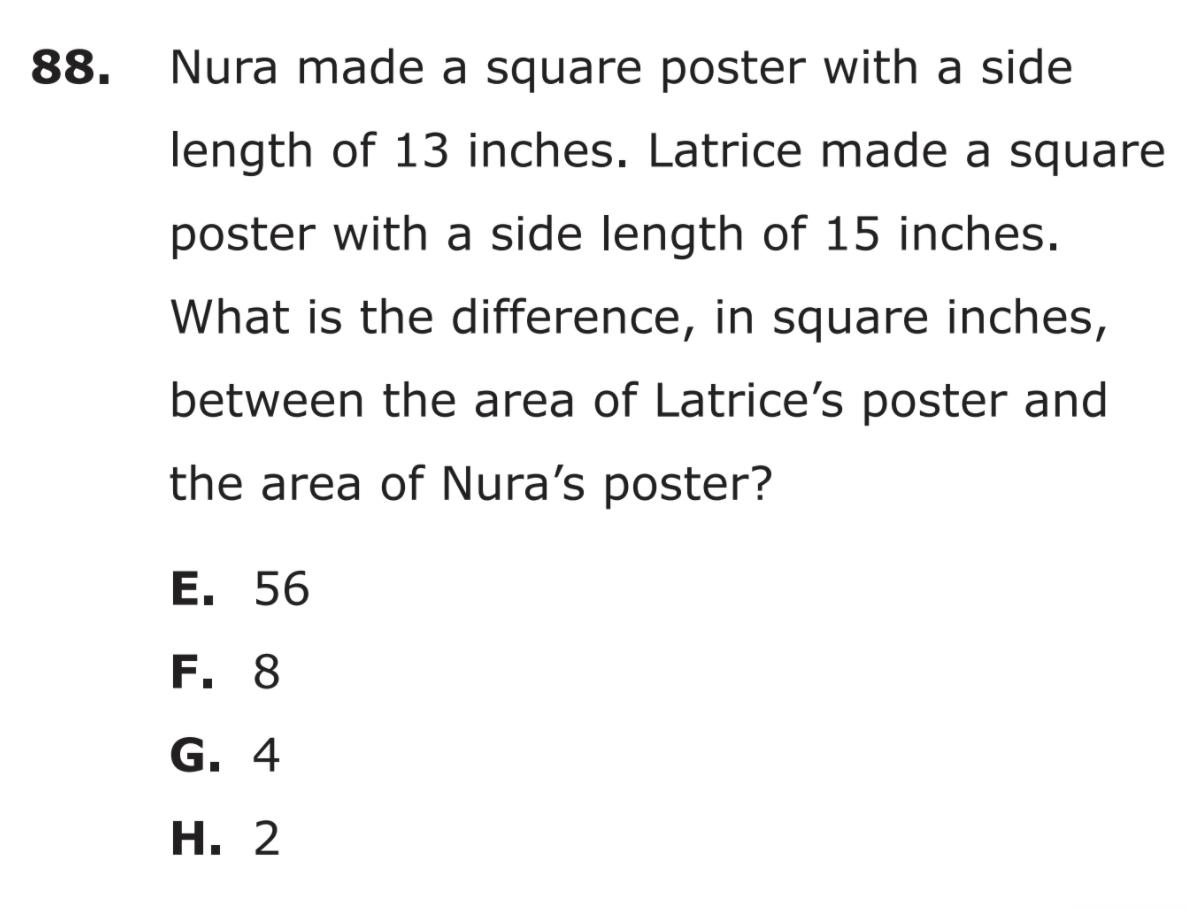 88. Nura made a square poster with a side
length of 13 inches. Latrice made a square
poster with a side length of 15 inches.
What is the difference, in square inches,
between the area of Latrice’s poster and
the area of Nura’s poster?
E. 56
F. 8
G. 4
H. 2